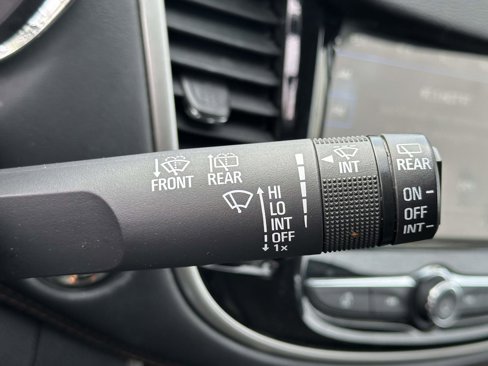 FRONT
REAR
HI
LO
INT
OFF
1x
INT
REAR
ON
OFF
INT